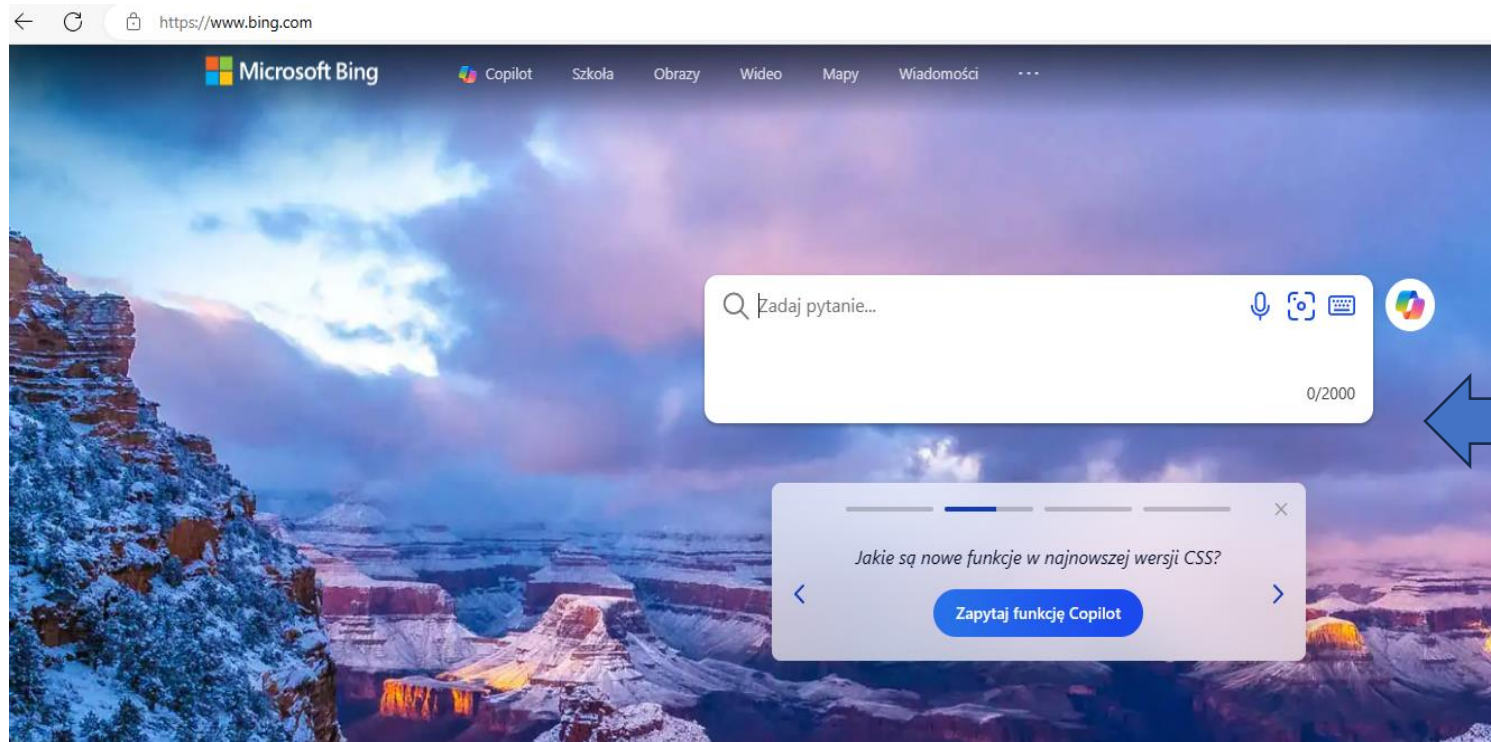 https://www.bing.com
Microsoft Bing Copilot Szkoła Obrazy Wideo Mapy Wiadomości ...
Zadaj pytanie...
0/2000
Jakie są nowe funkcje w najnowszej wersji CSS?
Zapytaj funkcję Copilot